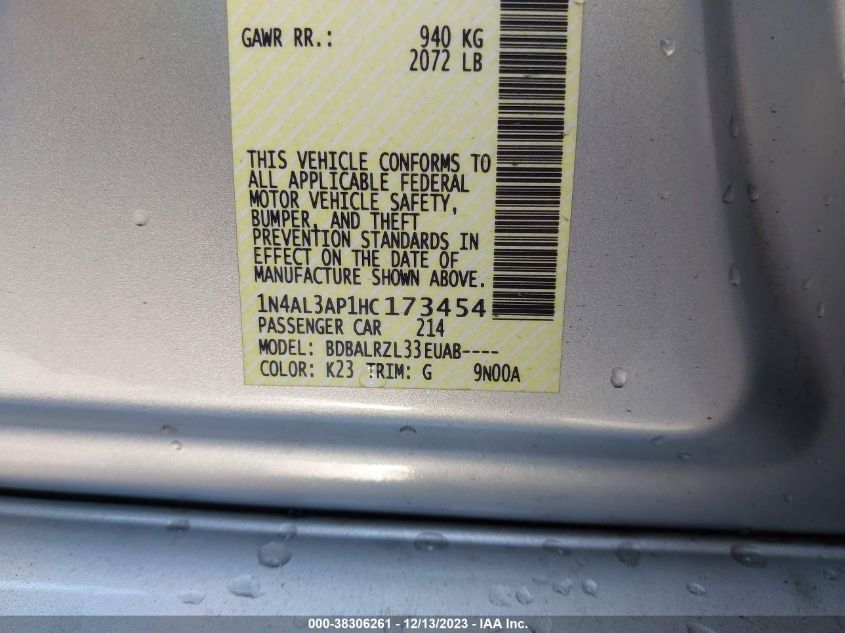 GAWR RR.: 940 KG
2072 LB
THIS VEHICLE CONFORMS TO
ALL APPLICABLE FEDERAL
MOTOR VEHICLE SAFETY,
BUMPER, AND THEFT
PREVENTION STANDARDS IN
EFFECT ON THE DATE OF
MANUFACTURE SHOWN ABOVE.
1N4AL3AP1HC173454
PASSENGER CAR 214
MODEL: BDBALRZL33EUAB----
COLOR: K23 TRIM: G 9N00A
000-38306261 - 12/13/2023 - IAA Inc.